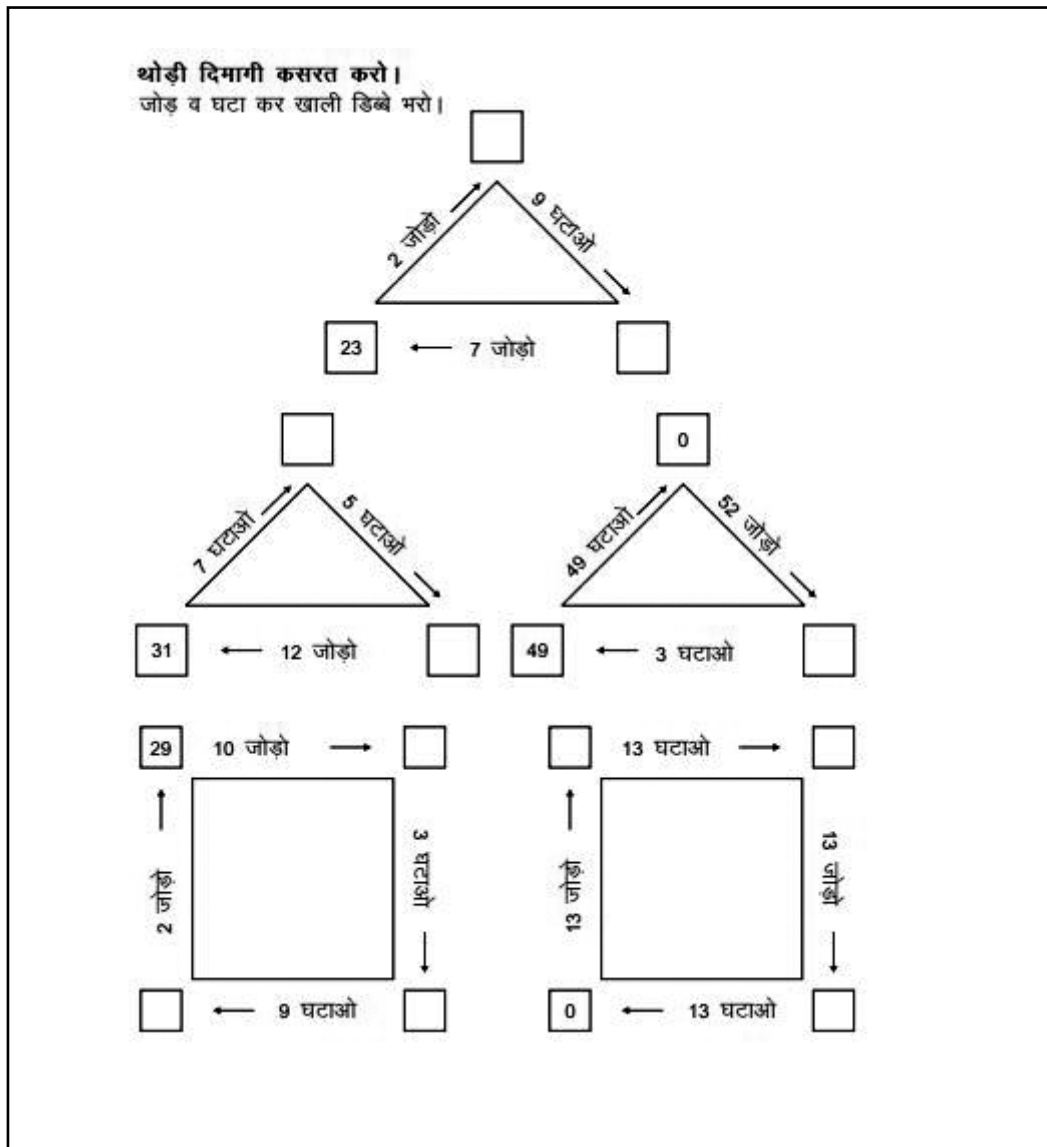 थोड़ी दिमागी कसरत करो।
जोड़ व घटा कर खाली डिब्बे भरो।
2 जोड़ो
9 घटाओ
23
7 जोड़ो
0
7 घटाओ
5 घटाओ
49 घटाओ
52 जोड़ो
31
12 जोड़ो
49
3 घटाओ
29
10 जोड़ो
13 घटाओ
2 जोड़ो
3 घटाओ
13 जोड़ो
13 जोड़ो
9 घटाओ
0
13 घटाओ